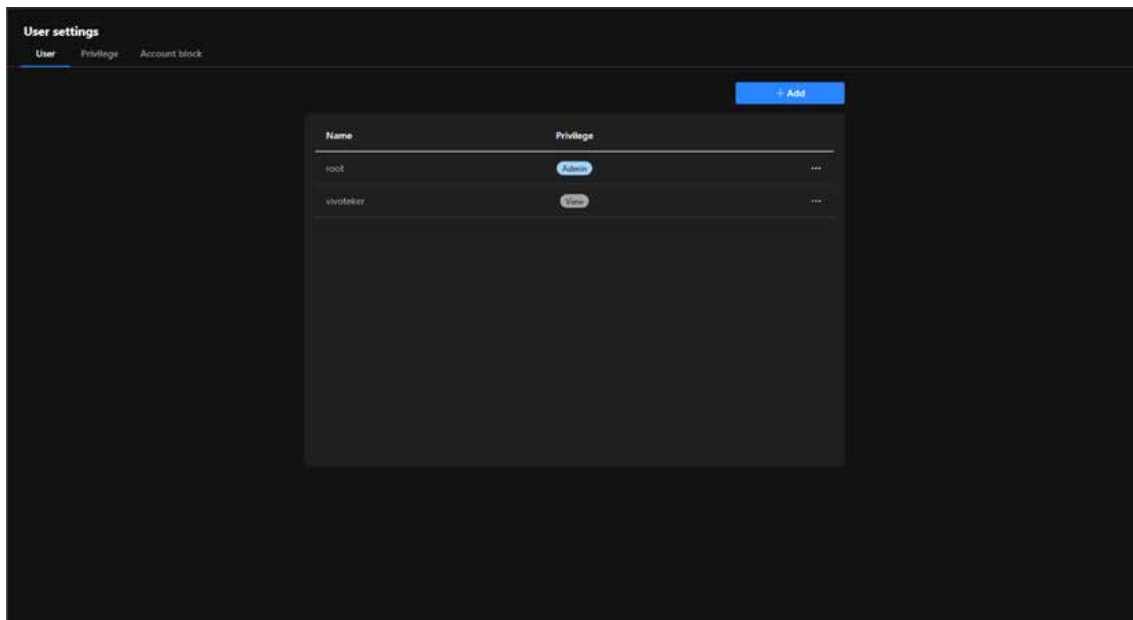 User settings
User Privilege Account block
+ Add
Name Privilege
root Admin ...
vivoteker View ...